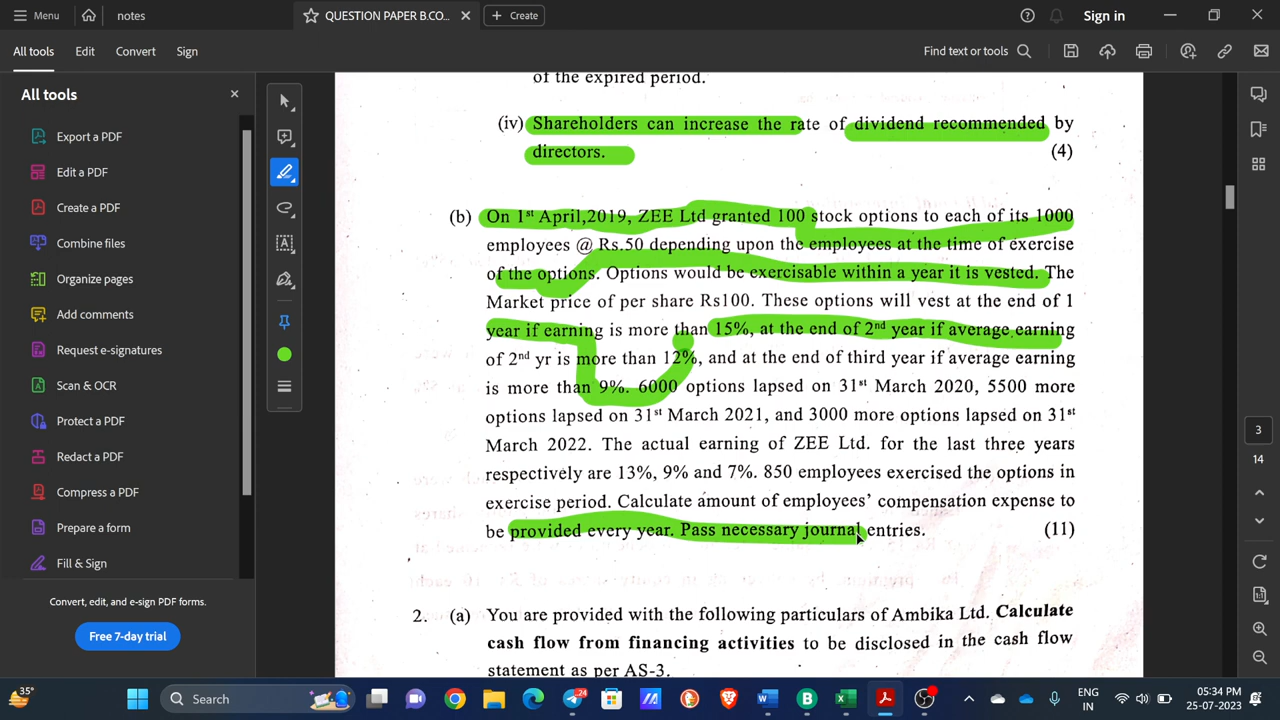 Menu
notes
QUESTION PAPER B.CO...
Create
Sign in
All tools
Edit
Convert
Sign
Find text or tools
All tools
Export a PDF
Edit a PDF
Create a PDF
Combine files
Organize pages
Add comments
Request e-signatures
Scan & OCR
Protect a PDF
Redact a PDF
Compress a PDF
Prepare a form
Fill & Sign
Convert, edit, and e-sign PDF forms.
Free 7-day trial
of the expired period.
(iv) Shareholders can increase the rate of dividend recommended by
directors. (4)
(b) On 1st April,2019, ZEE Ltd granted 100 stock options to each of its 1000
employees @ Rs.50 depending upon the employees at the time of exercise
of the options. Options would be exercisable within a year it is vested. The
Market price of per share Rs100. These options will vest at the end of 1
year if earning is more than 15%, at the end of 2nd year if average earning
of 2nd yr is more than 12%, and at the end of third year if average earning
is more than 9%. 6000 options lapsed on 31st March 2020, 5500 more
options lapsed on 31st March 2021, and 3000 more options lapsed on 31st
March 2022. The actual earning of ZEE Ltd. for the last three years
respectively are 13%, 9% and 7%. 850 employees exercised the options in
exercise period. Calculate amount of employees' compensation expense to
be provided every year. Pass necessary journal entries. (11)
2. (a) You are provided with the following particulars of Ambika Ltd. Calculate
cash flow from financing activities to be disclosed in the cash flow
statement as per AS-3.
3
14
35°
Search
24
ENG
IN
05:34 PM
25-07-2023